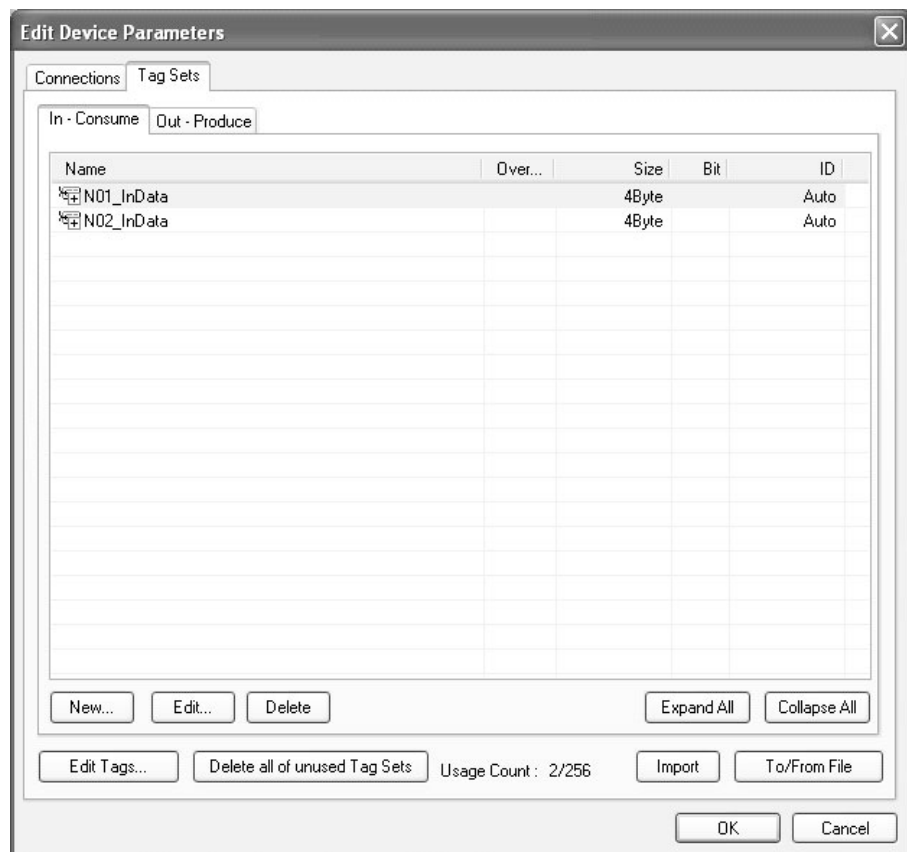 Edit Device Parameters
Connections Tag Sets
In - Consume Out - Produce
Name Over... Size Bit ID
N01_InData 4Byte Auto
N02_InData 4Byte Auto
New... Edit... Delete Expand All Collapse All
Edit Tags... Delete all of unused Tag Sets Usage Count : 2/256 Import To/From File
OK Cancel